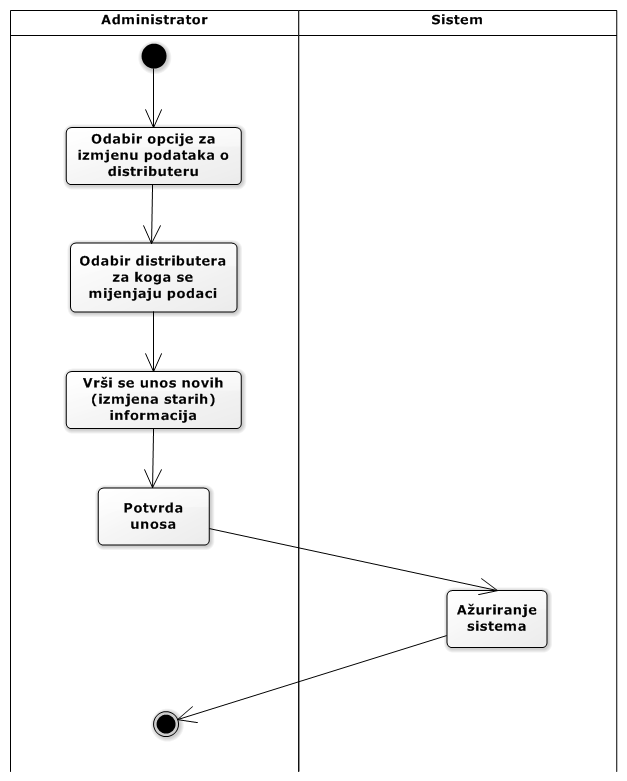 Administrator
Sistem
Odabir opcije za
izmjenu podataka o
distributeru
Odabir distributera
za koga se
mijenjaju podaci
Vrši se unos novih
(izmjena starih)
informacija
Potvrda
unosa
Ažuriranje
sistema